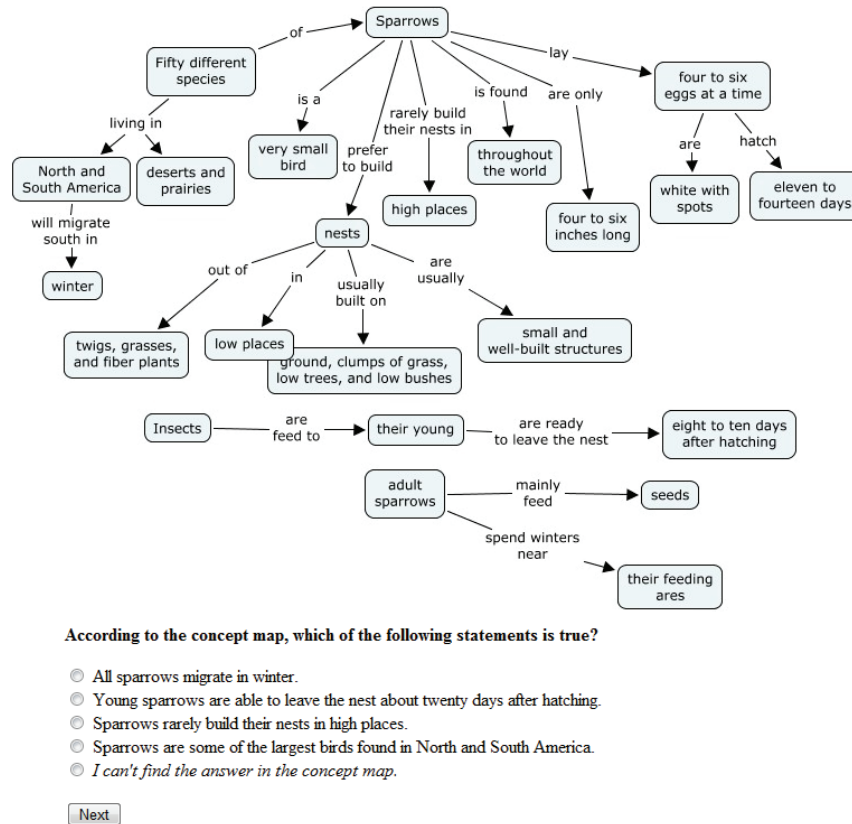 Sparrows
of
Fifty different
species
living in
North and
South America
deserts and
prairies
will migrate
south in
winter
is a
very small
bird
prefer
to build
rarely build
their nests in
high places
is found
throughout
the world
are only
four to six
inches long
lay
four to six
eggs at a time
are
white with
spots
hatch
eleven to
fourteen days
nests
out of
twigs, grasses,
and fiber plants
in
low places
usually
built on
ground, clumps of grass,
low trees, and low bushes
are
usually
small and
well-built structures
Insects
are
feed to
their young
are ready
to leave the nest
eight to ten days
after hatching
adult
sparrows
mainly
feed
seeds
spend winters
near
their feeding
ares
According to the concept map, which of the following statements is true?
All sparrows migrate in winter.
Young sparrows are able to leave the nest about twenty days after hatching.
Sparrows rarely build their nests in high places.
Sparrows are some of the largest birds found in North and South America.
I can't find the answer in the concept map.
Next